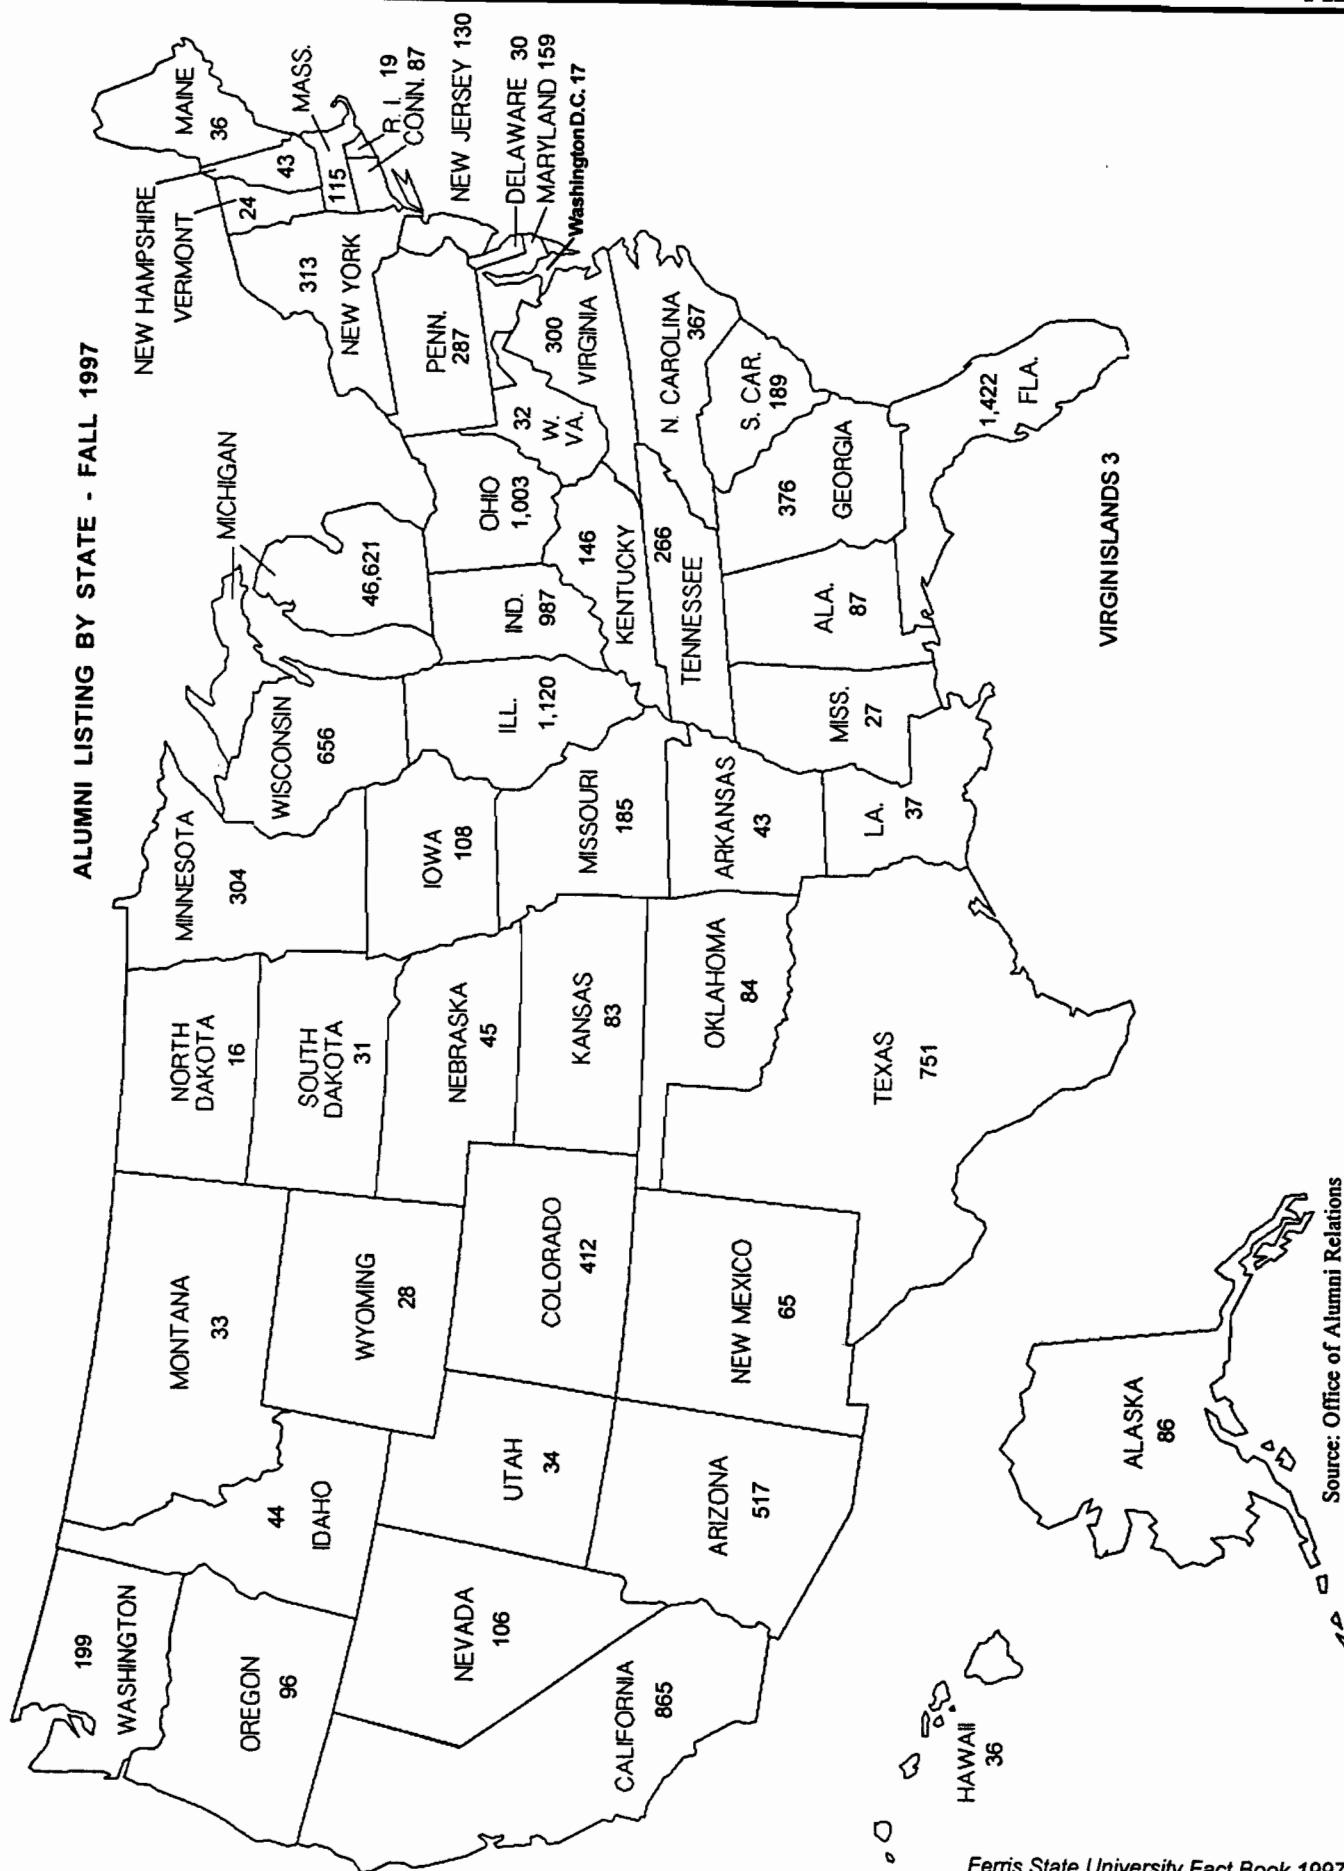 ALUMNI LISTING BY STATE - FALL 1997
WASHINGTON
199
OREGON
96
CALIFORNIA
865
NEVADA
106
IDAHO
44
MONTANA
33
WYOMING
28
UTAH
34
ARIZONA
517
COLORADO
412
NEW MEXICO
65
NORTH
DAKOTA
16
SOUTH
DAKOTA
31
NEBRASKA
45
KANSAS
83
OKLAHOMA
84
TEXAS
751
MINNESOTA
304
IOWA
108
MISSOURI
185
ARKANSAS
43
LA.
37
WISCONSIN
656
ILL.
1,120
MICHIGAN
46,621
IND.
987
OHIO
1,003
KENTUCKY
146
TENNESSEE
266
MISS.
27
ALA.
87
GEORGIA
376
1,422
FLA.
S. CAR.
189
N. CAROLINA
367
300
VIRGINIA
32
W.
VA.
PENN.
287
313
NEW YORK
NEW HAMPSHIRE
43
VERMONT
24
MAINE
36
MASS.
115
R. I. 19
CONN. 87
NEW JERSEY 130
DELAWARE 30
MARYLAND 159
Washington D.C. 17
VIRGIN ISLANDS 3
ALASKA
86
HAWAII
36
Source: Office of Alumni Relations
Ferris State University Fact Book 1997